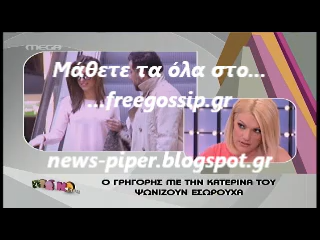 MEGA
Μάθετε τα όλα στο...
...freegossip.gr
news-piper.blogspot.gr
Ο ΓΡΗΓΟΡΗΣ ΜΕ ΤΗΝ ΚΑΤΕΡΙΝΑ ΤΟΥ
ΨΩΝΙΖΟΥΝ ΕΣΩΡΟΥΧΑ